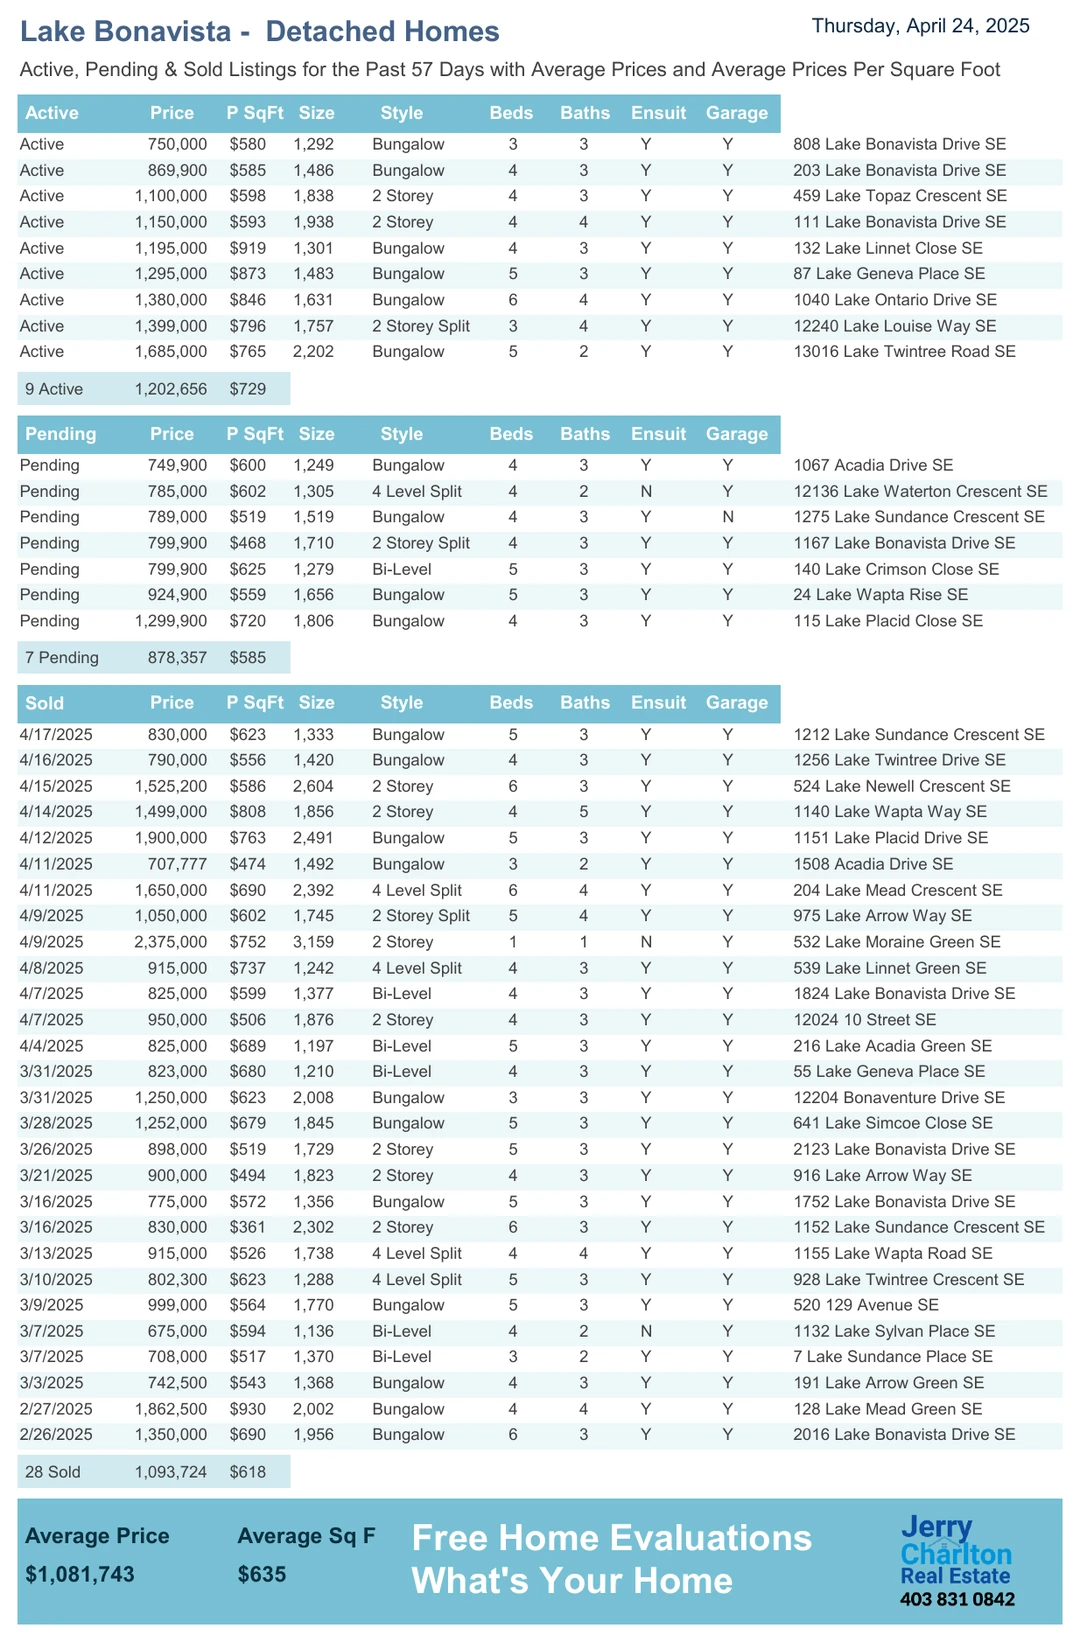 Lake Bonavista -  Detached Homes
Thursday, April 24, 2025
Active, Pending & Sold Listings for the Past 57 Days with Average Prices and Average Prices Per Square Foot
Active Price P SqFt Size Style Beds Baths Ensuit Garage
Active 750,000 $580 1,292 Bungalow 3 3 Y Y 808 Lake Bonavista Drive SE
Active 869,900 $585 1,486 Bungalow 4 3 Y Y 203 Lake Bonavista Drive SE
Active 1,100,000 $598 1,838 2 Storey 4 3 Y Y 459 Lake Topaz Crescent SE
Active 1,150,000 $593 1,938 2 Storey 4 4 Y Y 111 Lake Bonavista Drive SE
Active 1,195,000 $919 1,301 Bungalow 4 3 Y Y 132 Lake Linnet Close SE
Active 1,295,000 $873 1,483 Bungalow 5 3 Y Y 87 Lake Geneva Place SE
Active 1,380,000 $846 1,631 Bungalow 6 4 Y Y 1040 Lake Ontario Drive SE
Active 1,399,000 $796 1,757 2 Storey Split 3 4 Y Y 12240 Lake Louise Way SE
Active 1,685,000 $765 2,202 Bungalow 5 2 Y Y 13016 Lake Twintree Road SE
9 Active 1,202,656 $729
Pending Price P SqFt Size Style Beds Baths Ensuit Garage
Pending 749,900 $600 1,249 Bungalow 4 3 Y Y 1067 Acadia Drive SE
Pending 785,000 $602 1,305 4 Level Split 4 2 N Y 12136 Lake Waterton Crescent SE
Pending 789,000 $519 1,519 Bungalow 4 3 Y N 1275 Lake Sundance Crescent SE
Pending 799,900 $468 1,710 2 Storey Split 4 3 Y Y 1167 Lake Bonavista Drive SE
Pending 799,900 $625 1,279 Bi-Level 5 3 Y Y 140 Lake Crimson Close SE
Pending 924,900 $559 1,656 Bungalow 5 3 Y Y 24 Lake Wapta Rise SE
Pending 1,299,900 $720 1,806 Bungalow 4 3 Y Y 115 Lake Placid Close SE
7 Pending 878,357 $585
Sold Price P SqFt Size Style Beds Baths Ensuit Garage
4/17/2025 830,000 $623 1,333 Bungalow 5 3 Y Y 1212 Lake Sundance Crescent SE
4/16/2025 790,000 $556 1,420 Bungalow 4 3 Y Y 1256 Lake Twintree Drive SE
4/15/2025 1,525,200 $586 2,604 2 Storey 6 3 Y Y 524 Lake Newell Crescent SE
4/14/2025 1,499,000 $808 1,856 2 Storey 4 5 Y Y 1140 Lake Wapta Way SE
4/12/2025 1,900,000 $763 2,491 Bungalow 5 3 Y Y 1151 Lake Placid Drive SE
4/11/2025 707,777 $474 1,492 Bungalow 3 2 Y Y 1508 Acadia Drive SE
4/11/2025 1,650,000 $690 2,392 4 Level Split 6 4 Y Y 204 Lake Mead Crescent SE
4/9/2025 1,050,000 $602 1,745 2 Storey Split 5 4 Y Y 975 Lake Arrow Way SE
4/9/2025 2,375,000 $752 3,159 2 Storey 1 1 N Y 532 Lake Moraine Green SE
4/8/2025 915,000 $737 1,242 4 Level Split 4 3 Y Y 539 Lake Linnet Green SE
4/7/2025 825,000 $599 1,377 Bi-Level 4 3 Y Y 1824 Lake Bonavista Drive SE
4/7/2025 950,000 $506 1,876 2 Storey 4 3 Y Y 12024 10 Street SE
4/4/2025 825,000 $689 1,197 Bi-Level 5 3 Y Y 216 Lake Acadia Green SE
3/31/2025 823,000 $680 1,210 Bi-Level 4 3 Y Y 55 Lake Geneva Place SE
3/31/2025 1,250,000 $623 2,008 Bungalow 3 3 Y Y 12204 Bonaventure Drive SE
3/28/2025 1,252,000 $679 1,845 Bungalow 5 3 Y Y 641 Lake Simcoe Close SE
3/26/2025 898,000 $519 1,729 2 Storey 5 3 Y Y 2123 Lake Bonavista Drive SE
3/21/2025 900,000 $494 1,823 2 Storey 4 3 Y Y 916 Lake Arrow Way SE
3/16/2025 775,000 $572 1,356 Bungalow 5 3 Y Y 1752 Lake Bonavista Drive SE
3/16/2025 830,000 $361 2,302 2 Storey 6 3 Y Y 1152 Lake Sundance Crescent SE
3/13/2025 915,000 $526 1,738 4 Level Split 4 4 Y Y 1155 Lake Wapta Road SE
3/10/2025 802,300 $623 1,288 4 Level Split 5 3 Y Y 928 Lake Twintree Crescent SE
3/9/2025 999,000 $564 1,770 Bungalow 5 3 Y Y 520 129 Avenue SE
3/7/2025 675,000 $594 1,136 Bi-Level 4 2 N Y 1132 Lake Sylvan Place SE
3/7/2025 708,000 $517 1,370 Bi-Level 3 2 Y Y 7 Lake Sundance Place SE
3/3/2025 742,500 $543 1,368 Bungalow 4 3 Y Y 191 Lake Arrow Green SE
2/27/2025 1,862,500 $930 2,002 Bungalow 4 4 Y Y 128 Lake Mead Green SE
2/26/2025 1,350,000 $690 1,956 Bungalow 6 3 Y Y 2016 Lake Bonavista Drive SE
28 Sold 1,093,724 $618
Average Price Average Sq F
$1,081,743 $635
Free Home Evaluations
What's Your Home
Jerry
Charlton
Real Estate
403 831 0842